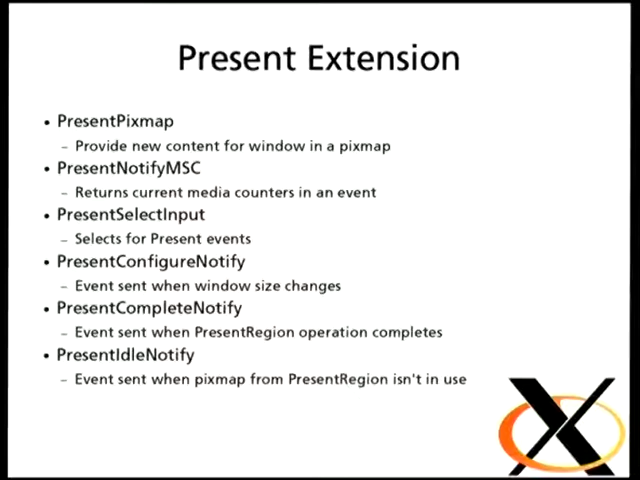 Present Extension
• PresentPixmap
– Provide new content for window in a pixmap
• PresentNotifyMSC
– Returns current media counters in an event
• PresentSelectInput
– Selects for Present events
• PresentConfigureNotify
– Event sent when window size changes
• PresentCompleteNotify
– Event sent when PresentRegion operation completes
• PresentIdleNotify
– Event sent when pixmap from PresentRegion isn't in use